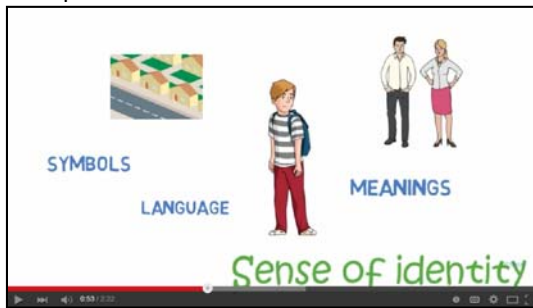 SYMBOLS
LANGUAGE
MEANINGS
Sense of identity
0:53 / 2:32